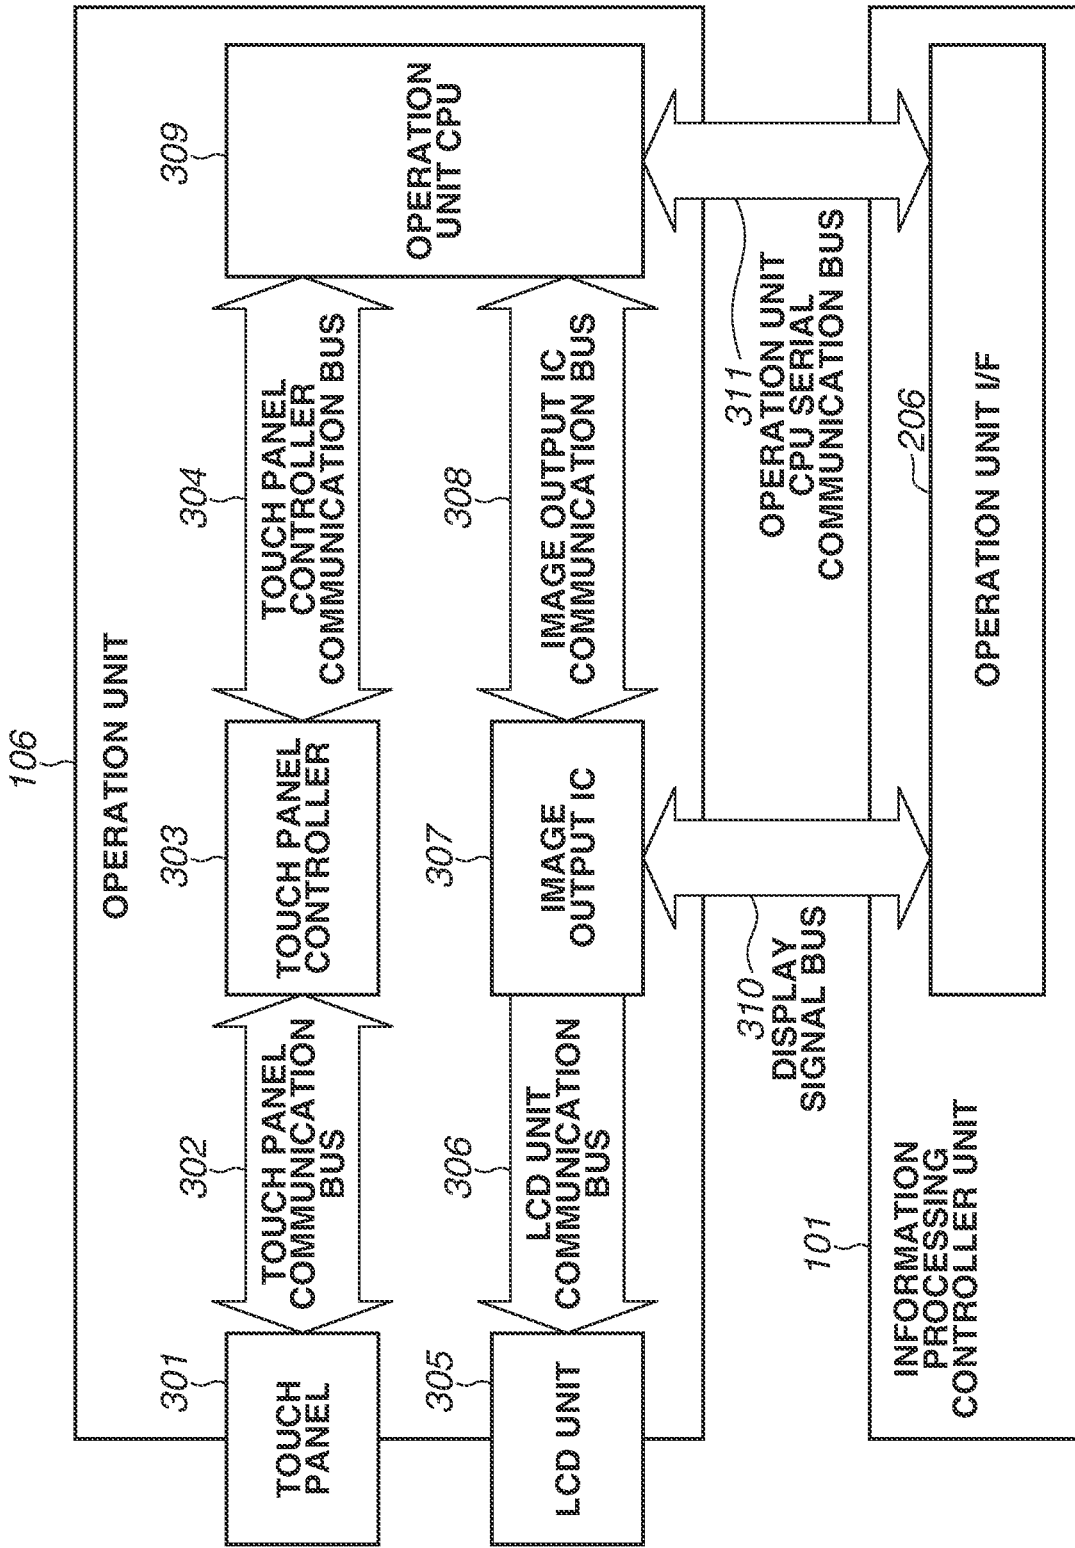 106
OPERATION UNIT
301
TOUCH
PANEL
302
TOUCH PANEL
COMMUNICATION
BUS
303
TOUCH PANEL
CONTROLLER
304
TOUCH PANEL
CONTROLLER
COMMUNICATION BUS
309
OPERATION
UNIT CPU
305
LCD UNIT
306
LCD UNIT
COMMUNICATION
BUS
307
IMAGE
OUTPUT IC
308
IMAGE OUTPUT IC
COMMUNICATION BUS
310
DISPLAY
SIGNAL BUS
311
OPERATION UNIT
CPU SERIAL
COMMUNICATION BUS
101
INFORMATION
PROCESSING
CONTROLLER UNIT
206
OPERATION UNIT I/F